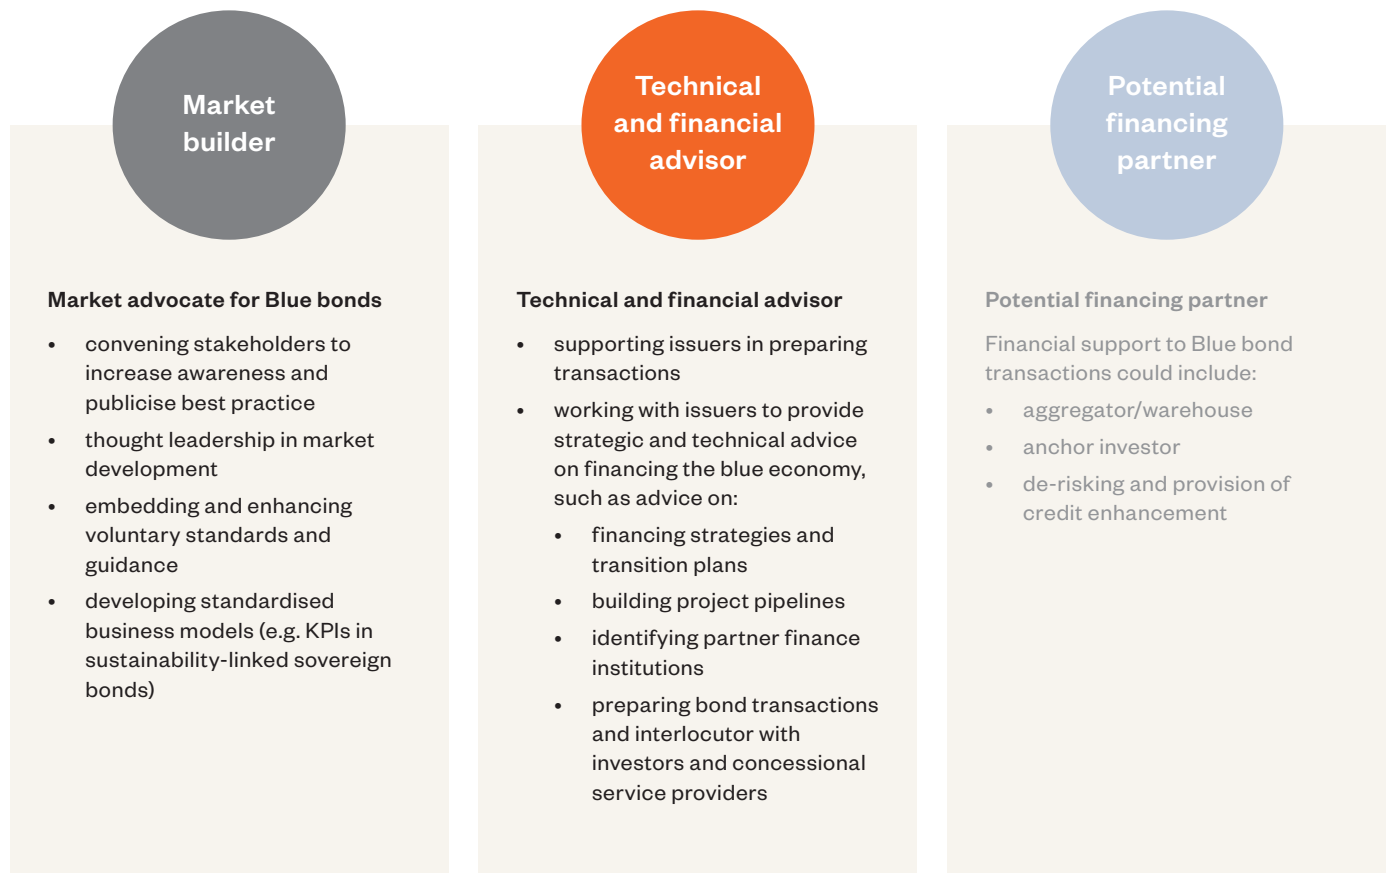 Market
builder
Market advocate for Blue bonds
• convening stakeholders to
increase awareness and
publicise best practice
• thought leadership in market
development
• embedding and enhancing
voluntary standards and
guidance
• developing standardised
business models (e.g. KPIs in
sustainability-linked sovereign
bonds)
Technical
and financial
advisor
Technical and financial advisor
• supporting issuers in preparing
transactions
• working with issuers to provide
strategic and technical advice
on financing the blue economy,
such as advice on:
• financing strategies and
transition plans
• building project pipelines
• identifying partner finance
institutions
• preparing bond transactions
and interlocutor with
investors and concessional
service providers
Potential
financing
partner
Potential financing partner
Financial support to Blue bond
transactions could include:
• aggregator/warehouse
• anchor investor
• de-risking and provision of
credit enhancement